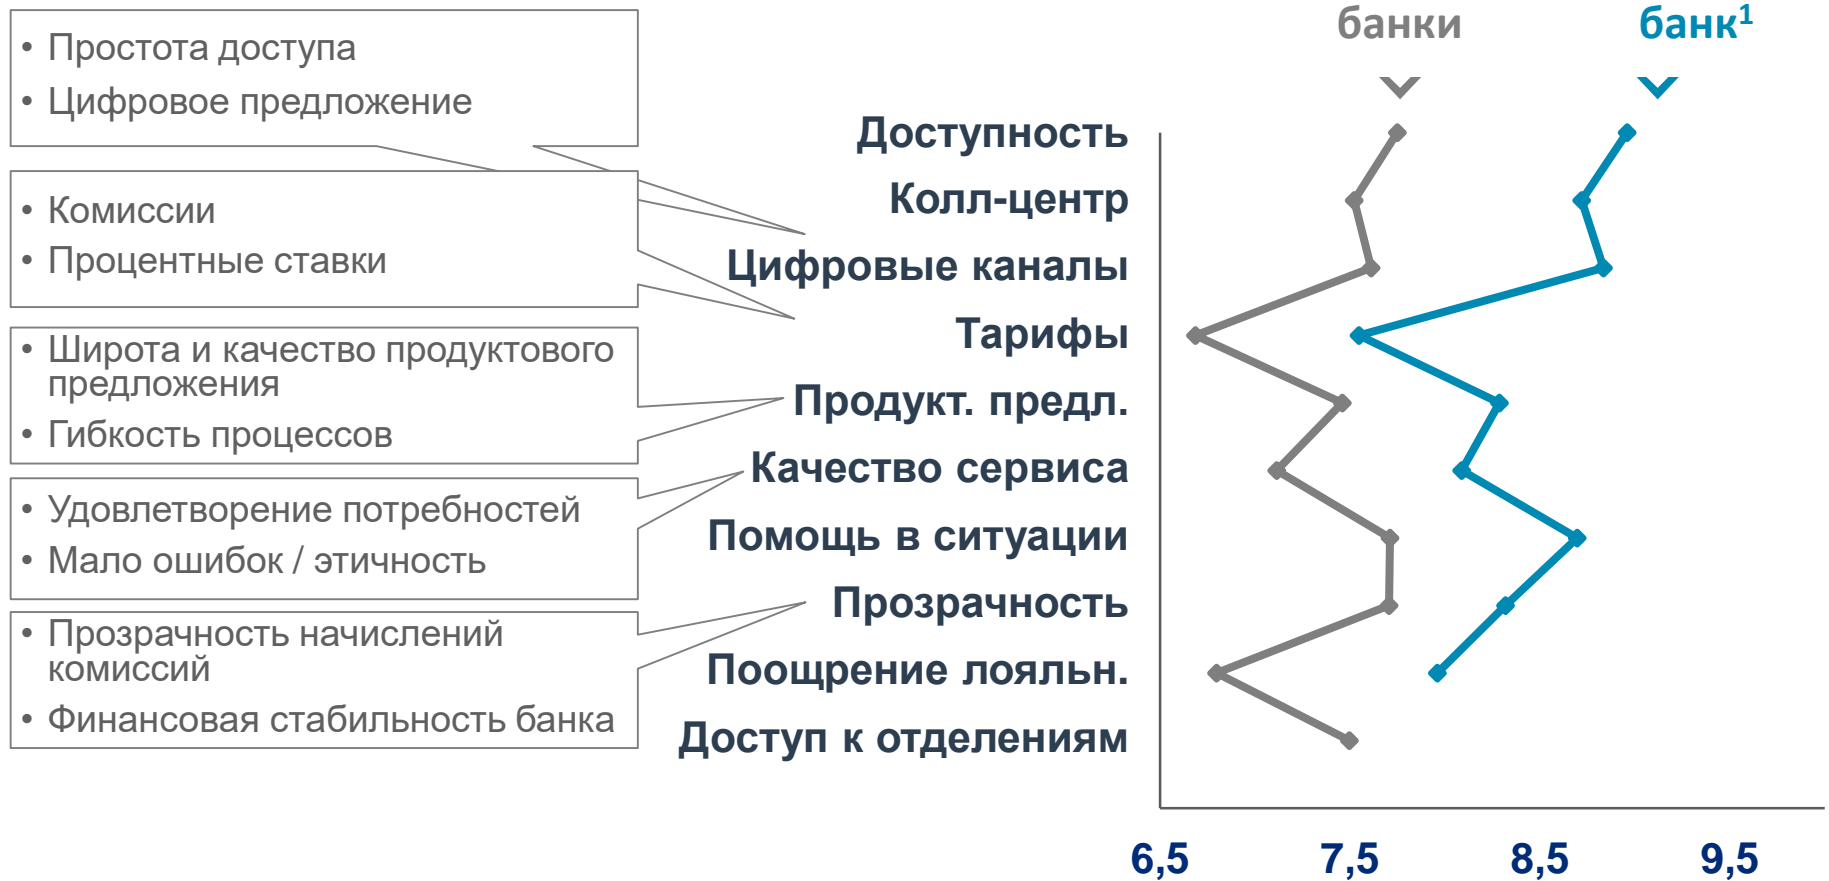 • Простота доступа
• Цифровое предложение
• Комиссии
• Процентные ставки
• Широта и качество продуктового
предложения
• Гибкость процессов
• Удовлетворение потребностей
• Мало ошибок / этичность
• Прозрачность начислений
комиссий
• Финансовая стабильность банка
банки
банк¹
Доступность
Колл-центр
Цифровые каналы
Тарифы
Продукт. предл.
Качество сервиса
Помощь в ситуации
Прозрачность
Поощрение лояльн.
Доступ к отделениям
6,5 7,5 8,5 9,5